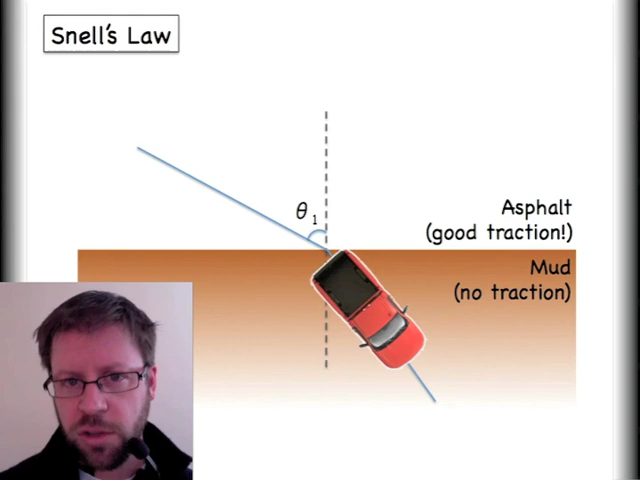 Snell's Law
θ₁
Asphalt
(good traction!)
Mud
(no traction)